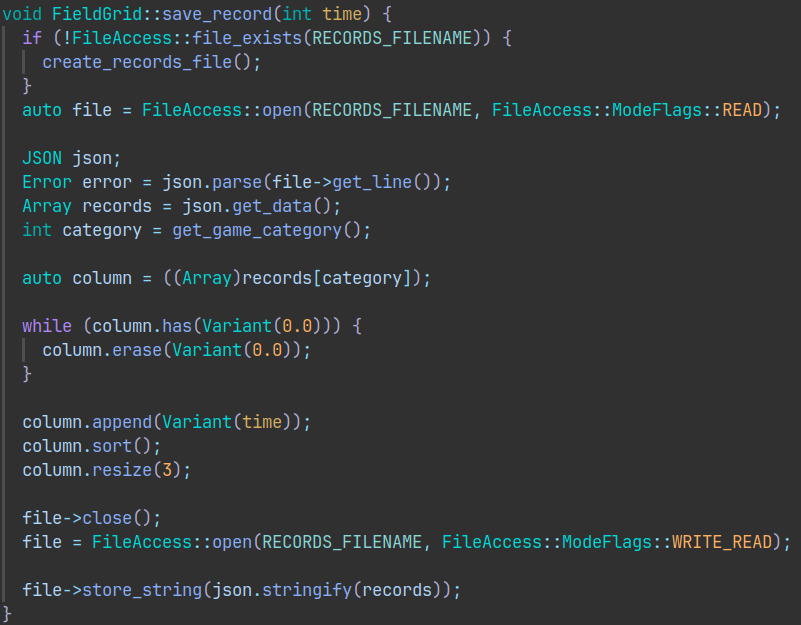 void FieldGrid::save_record(int time) {
  if (!FileAccess::file_exists(RECORDS_FILENAME)) {
    create_records_file();
  }
  auto file = FileAccess::open(RECORDS_FILENAME, FileAccess::ModeFlags::READ);

  JSON json;
  Error error = json.parse(file->get_line());
  Array records = json.get_data();
  int category = get_game_category();

  auto column = ((Array)records[category]);

  while (column.has(Variant(0.0))) {
    column.erase(Variant(0.0));
  }

  column.append(Variant(time));
  column.sort();
  column.resize(3);

  file->close();
  file = FileAccess::open(RECORDS_FILENAME, FileAccess::ModeFlags::WRITE_READ);

  file->store_string(json.stringify(records));
}